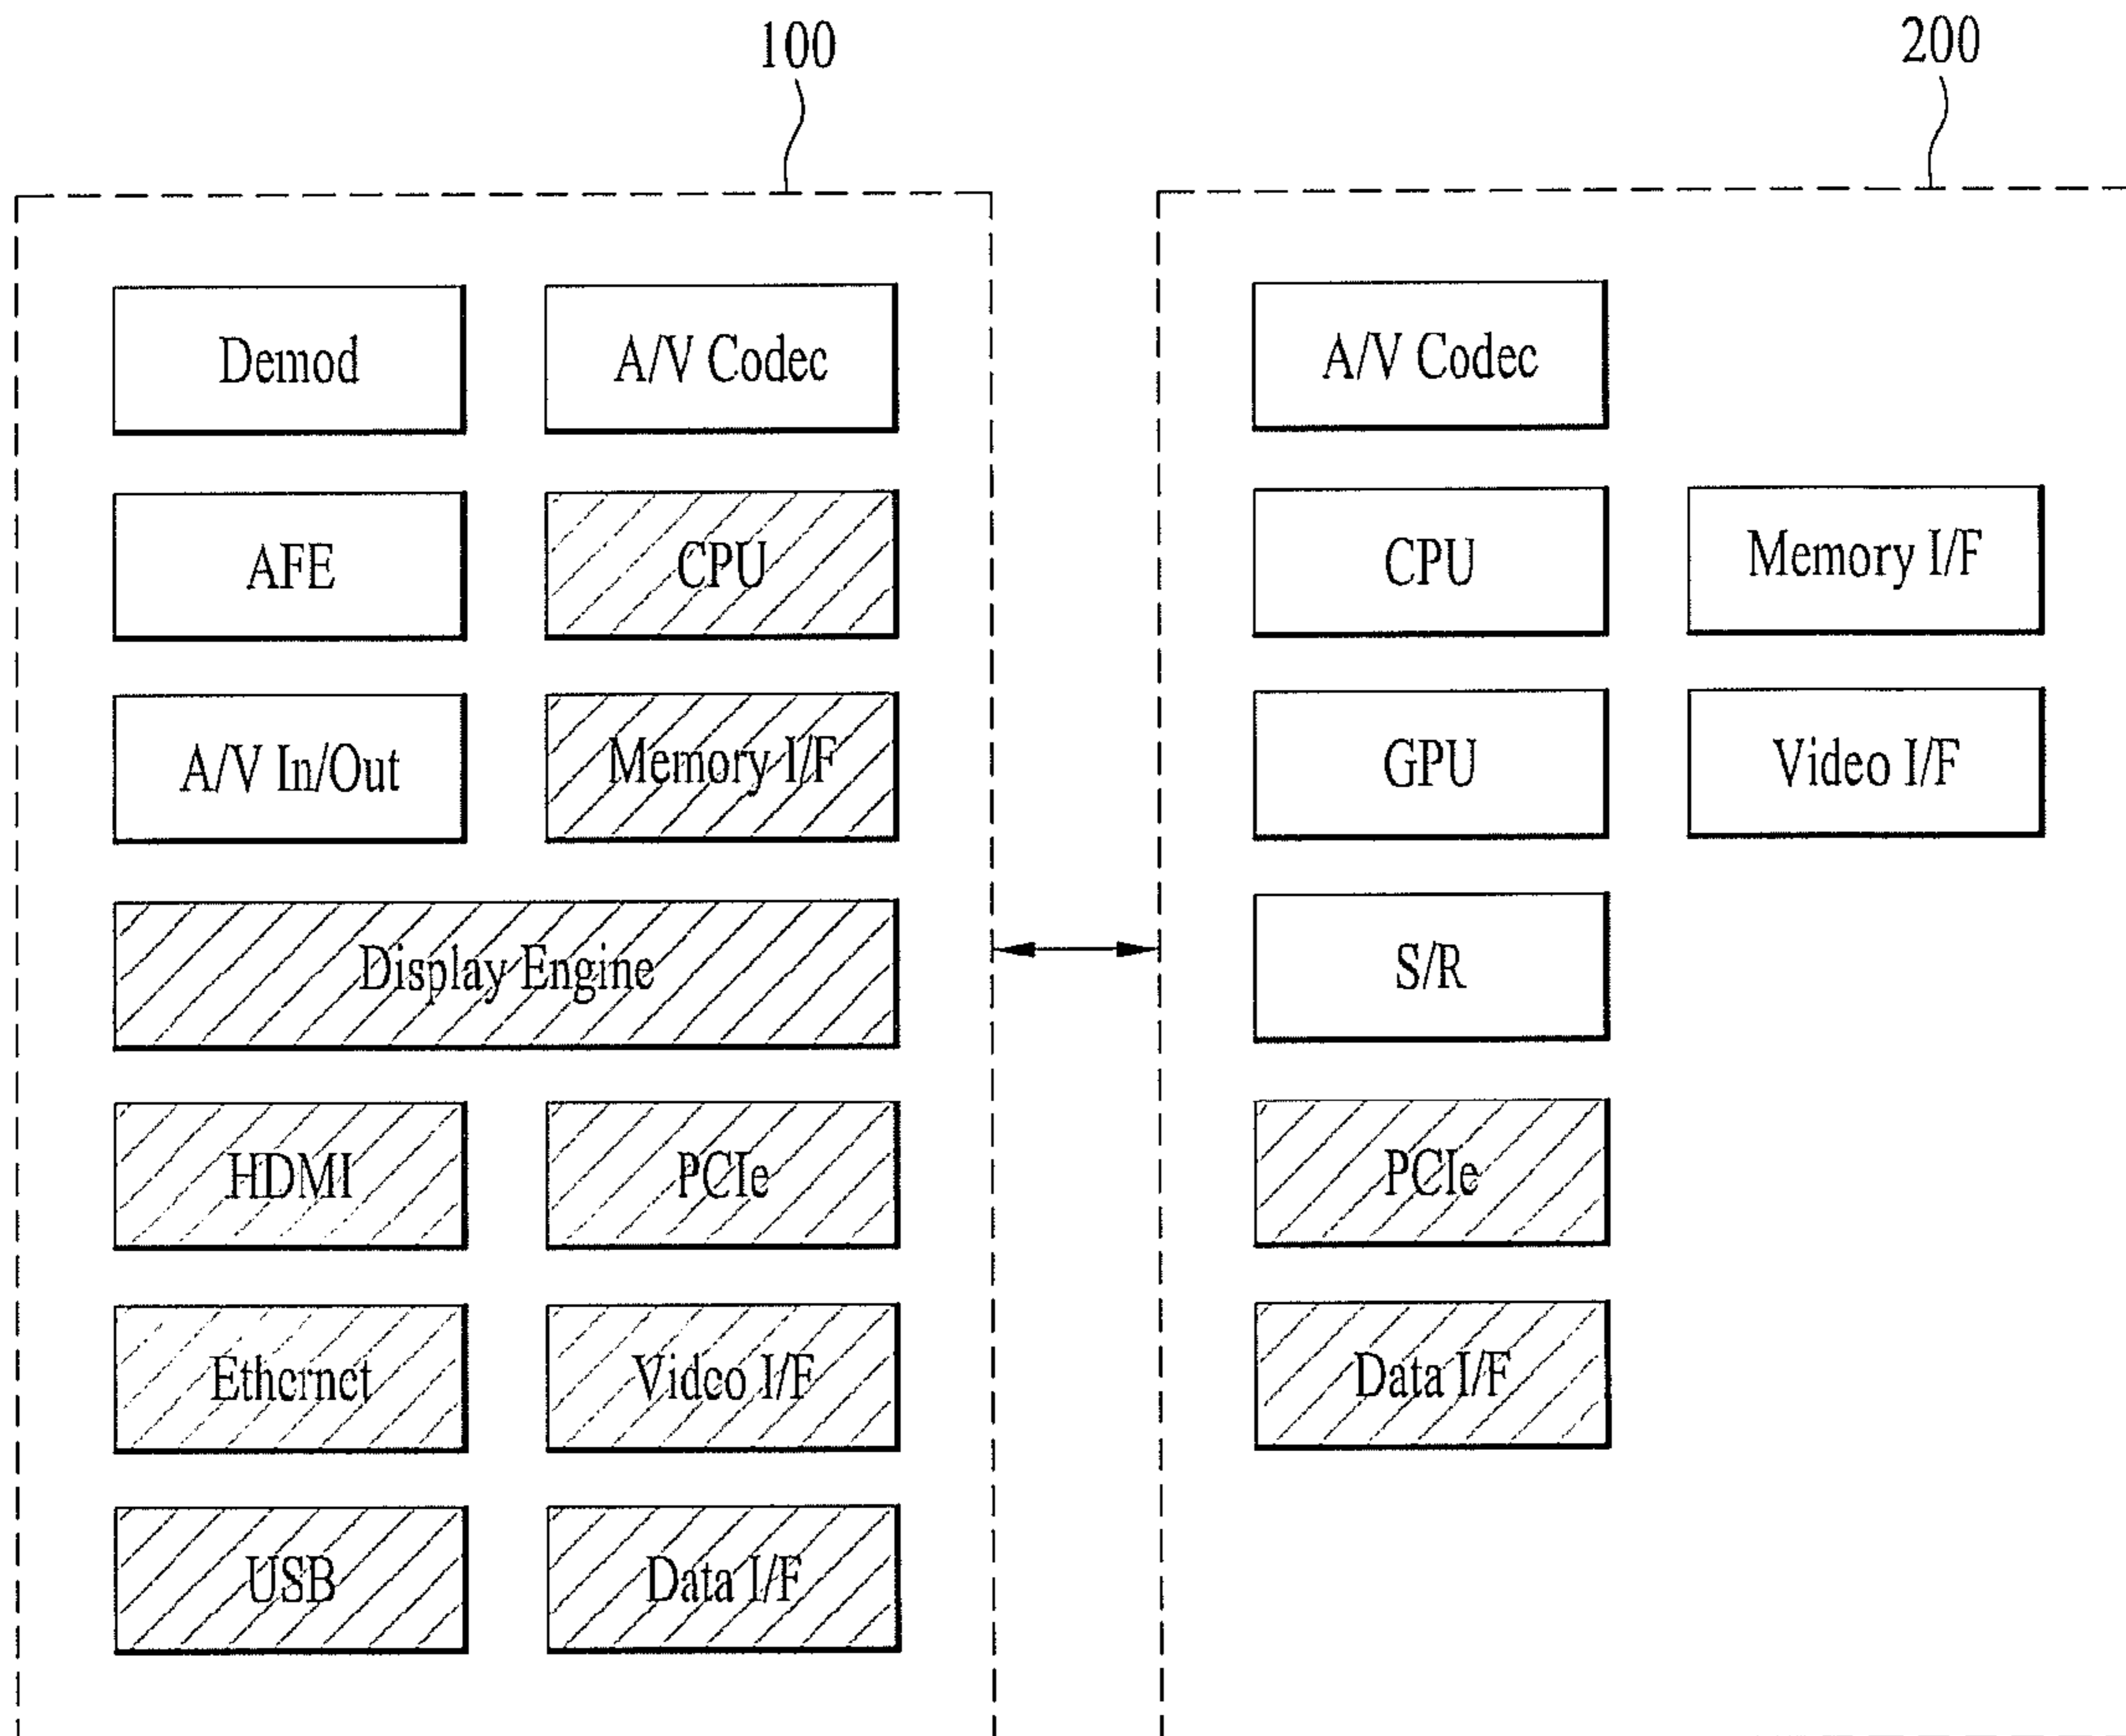 100
200
Demod
A/V Codec
AFE
CPU
A/V In/Out
Memory I/F
Display Engine
HDMI
PCIe
Ethernet
Video I/F
USB
Data I/F
A/V Codec
CPU
Memory I/F
GPU
Video I/F
S/R
PCIe
Data I/F